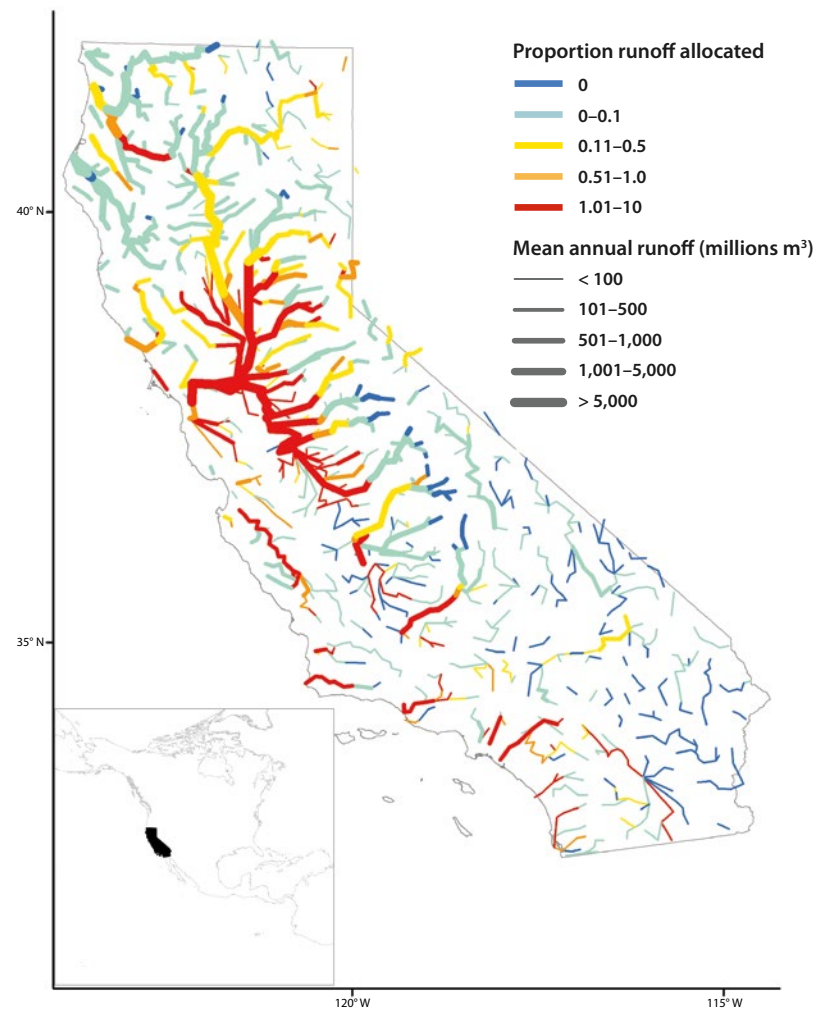 Proportion runoff allocated
0
0–0.1
0.11–0.5
0.51–1.0
1.01–10
Mean annual runoff (millions m³)
< 100
101–500
501–1,000
1,001–5,000
> 5,000
40° N
35° N
120° W
115° W